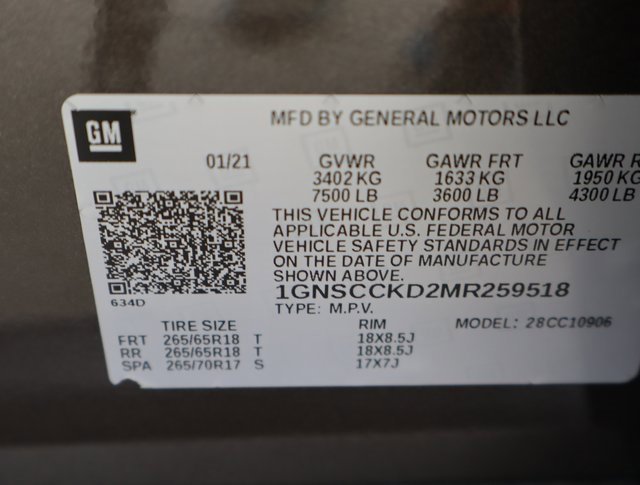 GM
MFD BY GENERAL MOTORS LLC
01/21 GVWR GAWR FRT GAWR R
3402 KG 1633 KG 1950 KG
7500 LB 3600 LB 4300 LB
THIS VEHICLE CONFORMS TO ALL
APPLICABLE U.S. FEDERAL MOTOR
VEHICLE SAFETY STANDARDS IN EFFECT
ON THE DATE OF MANUFACTURE
SHOWN ABOVE.
634D
1GNSCCKD2MR259518
TYPE: M.P.V. MODEL: 28CC10906
TIRE SIZE RIM
FRT 265/65R18 T 18X8.5J
RR 265/65R18 T 18X8.5J
SPA 265/70R17 S 17X7J